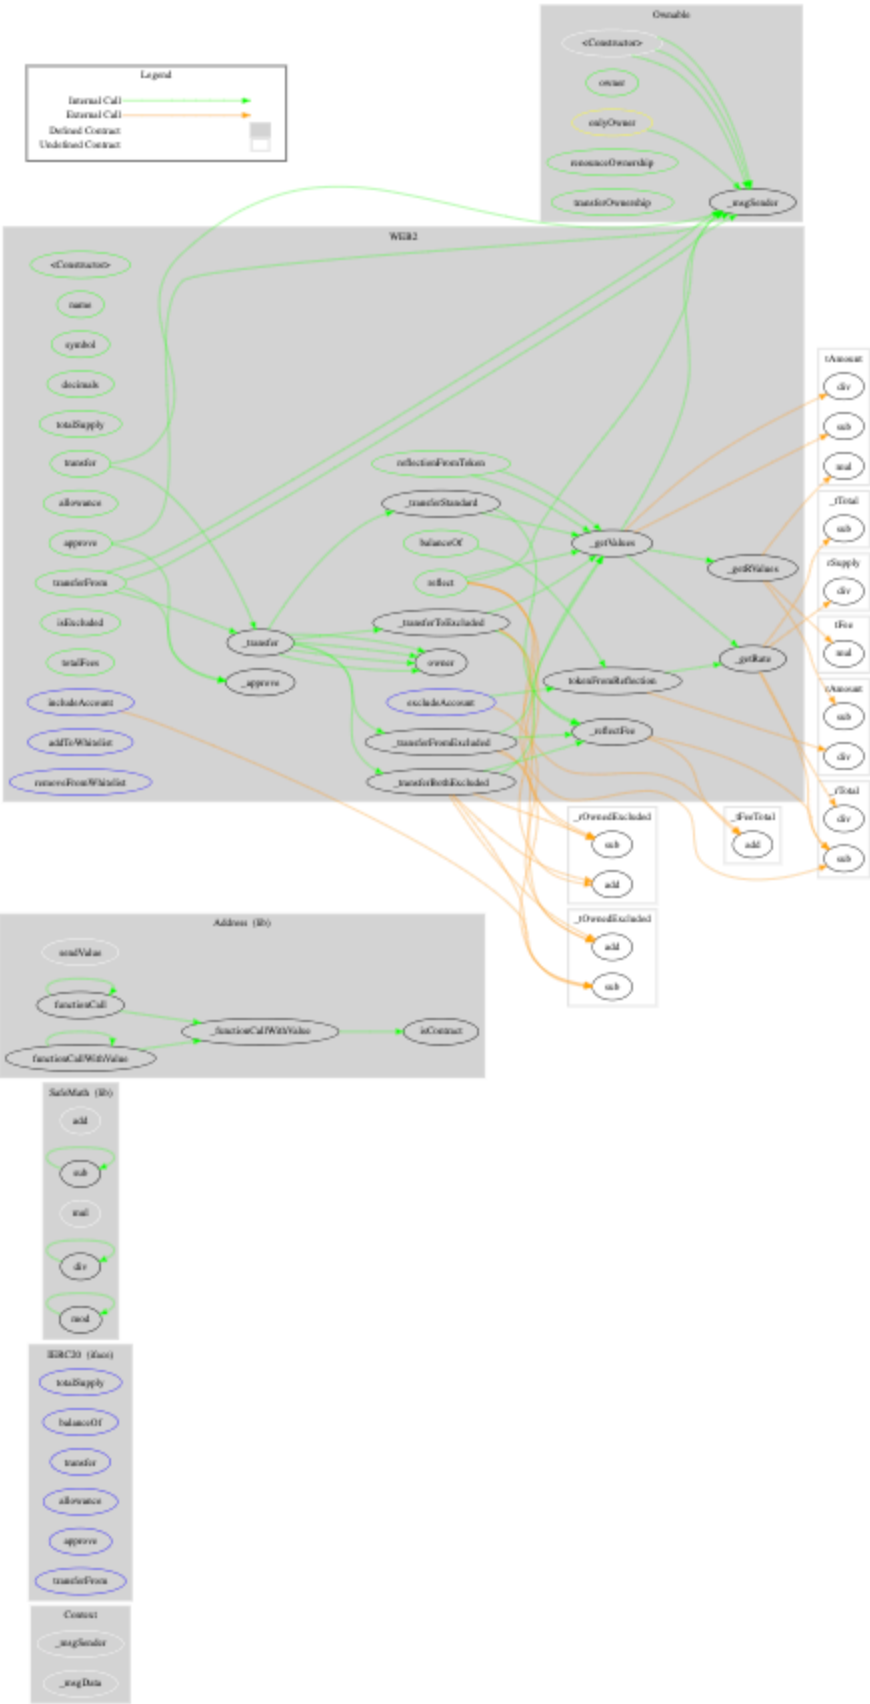 Ownable
<Constructor>
owner
onlyOwner
renounceOwnership
transferOwnership
_msgSender
Legend
Internal Call
External Call
Defined Contract
Undefined Contract
WEB2
<Constructor>
name
symbol
decimals
totalSupply
transfer
allowance
approve
transferFrom
isExcluded
totalFees
includeAccount
addToWhitelist
removeFromWhitelist
_transfer
_approve
reflectionFromToken
_transferStandard
balanceOf
reflect
_transferToExcluded
owner
excludeAccount
_transferFromExcluded
_transferBothExcluded
_getValues
tokenFromReflection
_reflectFee
_getRValues
_getRate
tAmount
div
sub
mul
_tTotal
sub
rSupply
div
tFee
mul
rAmount
sub
div
_rTotal
div
sub
_rOwnedExcluded
sub
add
_tFeeTotal
add
_tOwnedExcluded
add
sub
Address (lib)
sendValue
functionCall
functionCallWithValue
_functionCallWithValue
isContract
SafeMath (lib)
add
sub
mul
div
mod
IERC20 (iface)
totalSupply
balanceOf
transfer
allowance
approve
transferFrom
Context
_msgSender
_msgData